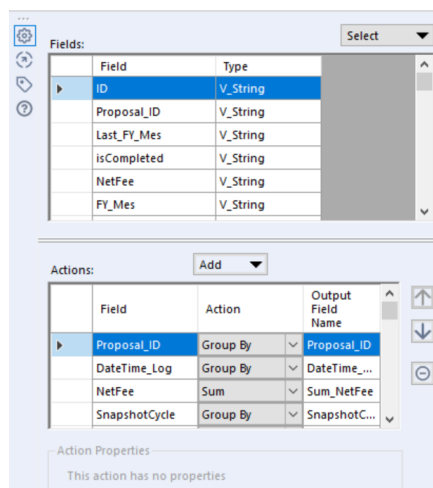 Select
Fields:
Field Type
ID V_String
Proposal_ID V_String
Last_FY_Mes V_String
isCompleted V_String
NetFee V_String
FY_Mes V_String
Actions:
Add
Field Action Output Field Name
Proposal_ID Group By Proposal_ID
DateTime_Log Group By DateTime_...
NetFee Sum Sum_NetFee
SnapshotCycle Group By SnapshotC...
Action Properties
This action has no properties